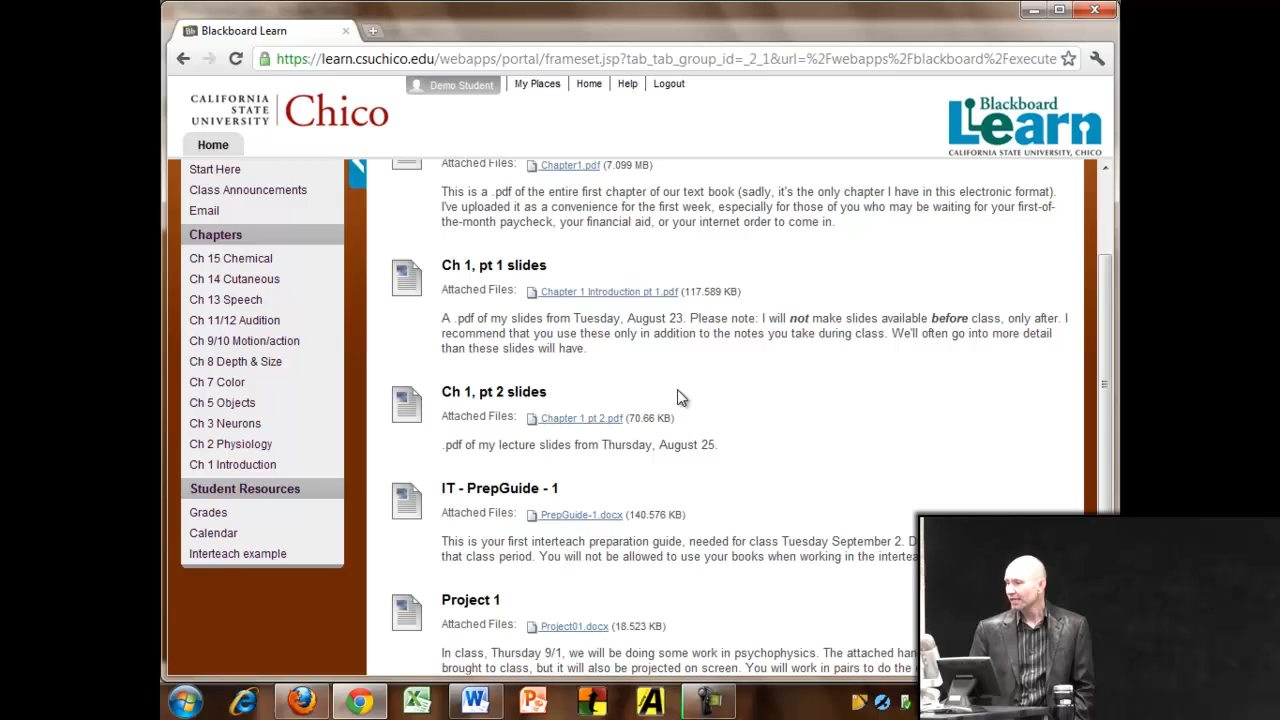 Blackboard Learn
https://learn.csuchico.edu/webapps/portal/frameset.jsp?tab_tab_group_id=_2_1&url=%2Fwebapps%2Fblackboard%2Fexecute
Demo Student My Places Home Help Logout
CALIFORNIA
STATE
UNIVERSITY
Chico
Blackboard
Learn
CALIFORNIA STATE UNIVERSITY, CHICO
Home
Start Here
Class Announcements
Email
Chapters
Ch 15 Chemical
Ch 14 Cutaneous
Ch 13 Speech
Ch 11/12 Audition
Ch 9/10 Motion/action
Ch 8 Depth & Size
Ch 7 Color
Ch 5 Objects
Ch 3 Neurons
Ch 2 Physiology
Ch 1 Introduction
Student Resources
Grades
Calendar
Interteach example
Attached Files: Chapter1.pdf (7.099 MB)
This is a .pdf of the entire first chapter of our text book (sadly, it's the only chapter I have in this electronic format).
I've uploaded it as a convenience for the first week, especially for those of you who may be waiting for your first-of-
the-month paycheck, your financial aid, or your internet order to come in.
Ch 1, pt 1 slides
Attached Files: Chapter 1 Introduction pt 1.pdf (117.589 KB)
A .pdf of my slides from Tuesday, August 23. Please note: I will not make slides available before class, only after. I
recommend that you use these only in addition to the notes you take during class. We'll often go into more detail
than these slides will have.
Ch 1, pt 2 slides
Attached Files: Chapter 1 pt 2.pdf (70.66 KB)
.pdf of my lecture slides from Thursday, August 25.
IT - PrepGuide - 1
Attached Files: PrepGuide-1.docx (140.576 KB)
This is your first interteach preparation guide, needed for class Tuesday September 2. D
that class period. You will not be allowed to use your books when working in the intertea
Project 1
Attached Files: Project01.docx (18.523 KB)
In class, Thursday 9/1, we will be doing some work in psychophysics. The attached han
brought to class, but it will also be projected on screen. You will work in pairs to do the